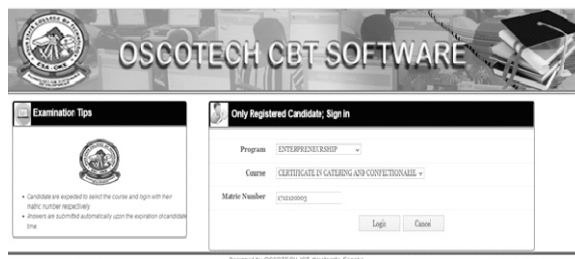 OSCOTECH CBT SOFTWARE
Examination Tips
Candidate are expected to select the course and login with their
matric number respectively.
Answers are submitted automatically upon the expiration of candidate
time.
Only Registered Candidate; Sign in
Program ENTERPRENEURSHIP
Course CERTIFICATE IN CATERING AND CONFECTIONARIE
Matric Number
Login Cancel